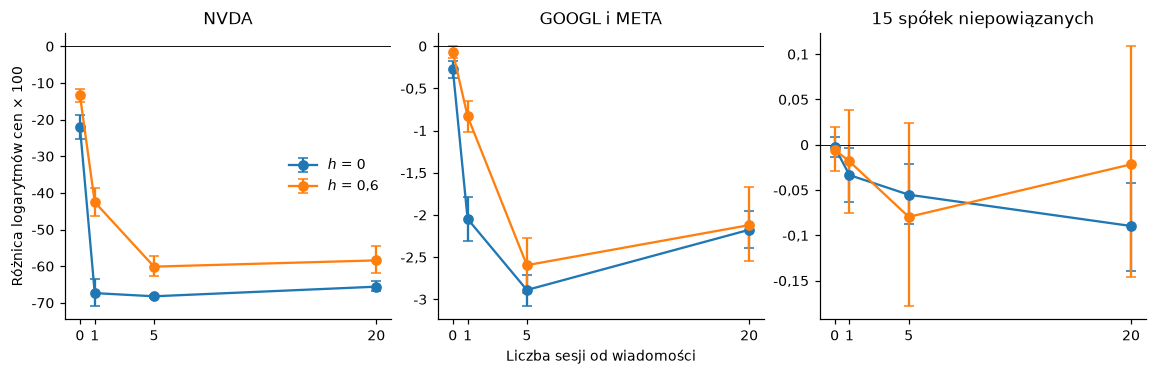 NVDA
GOOGL i META
15 spółek niepowiązanych
Różnica logarytmów cen × 100
0
-10
-20
-30
-40
-50
-60
-70
h = 0
h = 0,6
0 1 5 20
0
-0,5
-1
-1,5
-2
-2,5
-3
0 1 5 20
0,1
0,05
0
-0,05
-0,1
-0,15
0 1 5 20
Liczba sesji od wiadomości